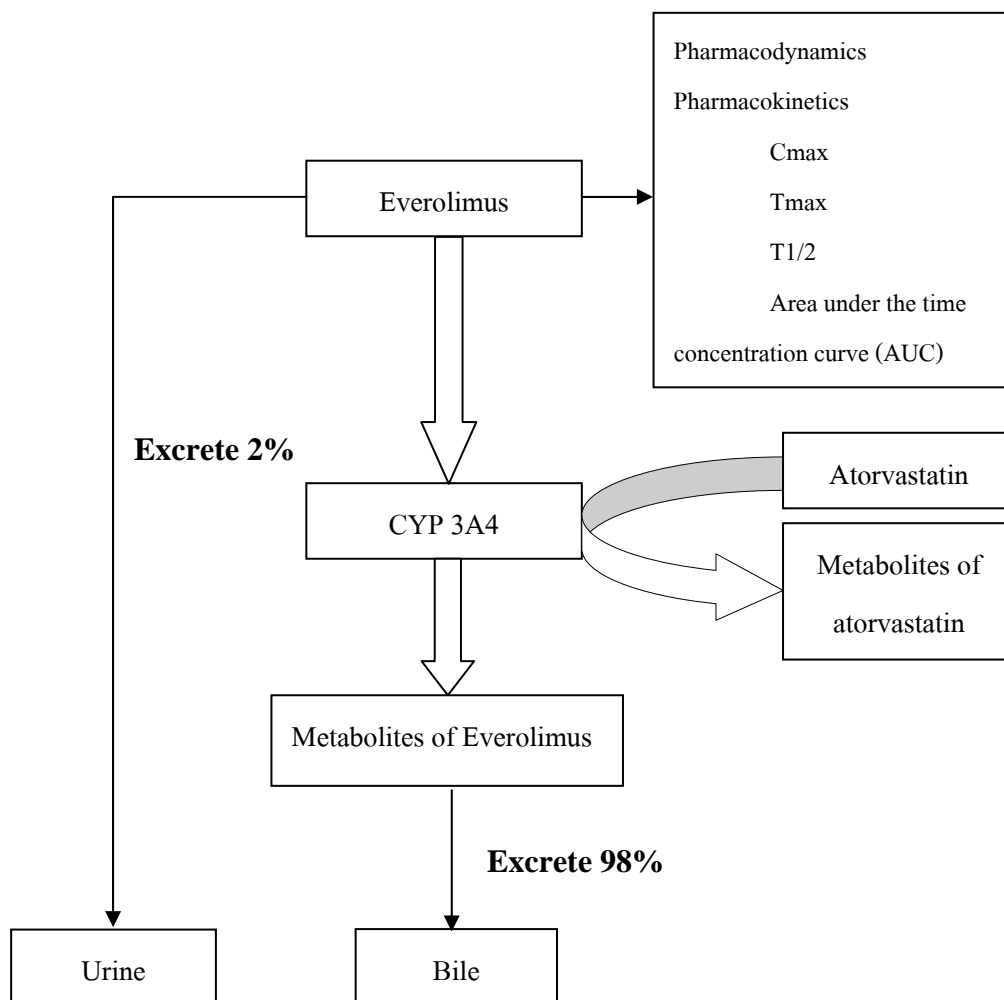 Pharmacodynamics
Pharmacokinetics
Cmax
Tmax
T1/2
Area under the time
concentration curve (AUC)
Everolimus
Excrete 2%
Atorvastatin
CYP 3A4
Metabolites of
atorvastatin
Metabolites of Everolimus
Excrete 98%
Urine
Bile